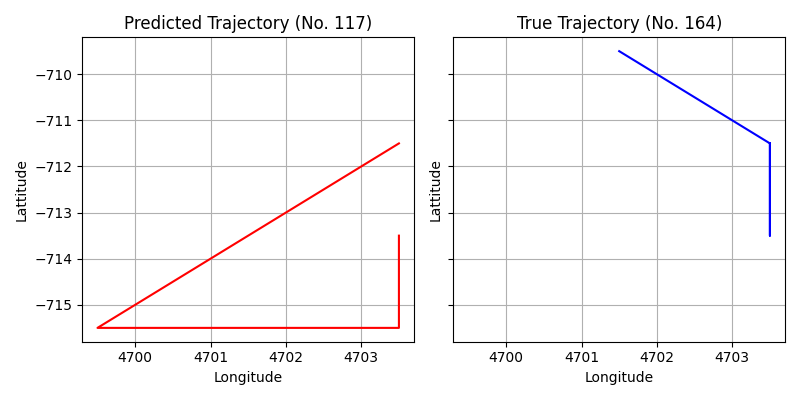 Predicted Trajectory (No. 117)
Lattitude
−710
−711
−712
−713
−714
−715
4700 4701 4702 4703
Longitude
True Trajectory (No. 164)
Lattitude
4700 4701 4702 4703
Longitude